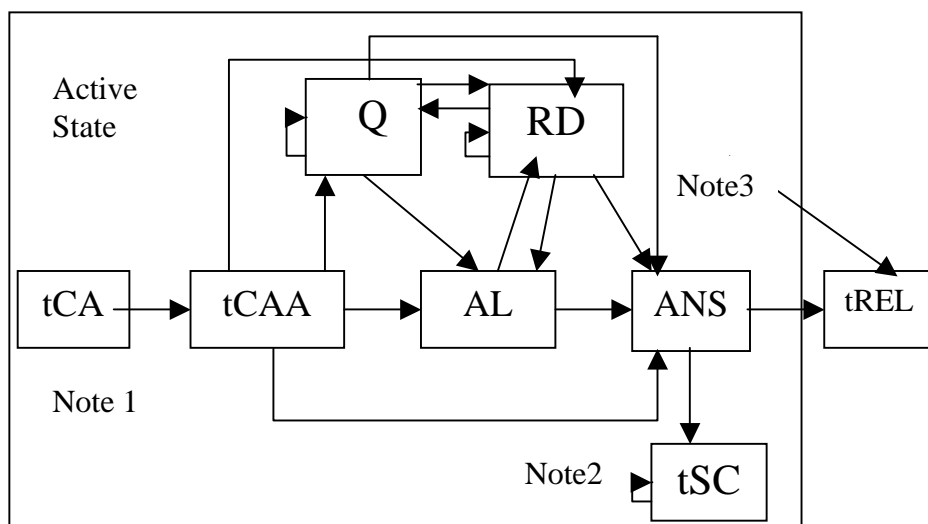 Active
State
Q
RD
Note3
tCA
tCAA
AL
ANS
tREL
Note 1
Note2
tSC